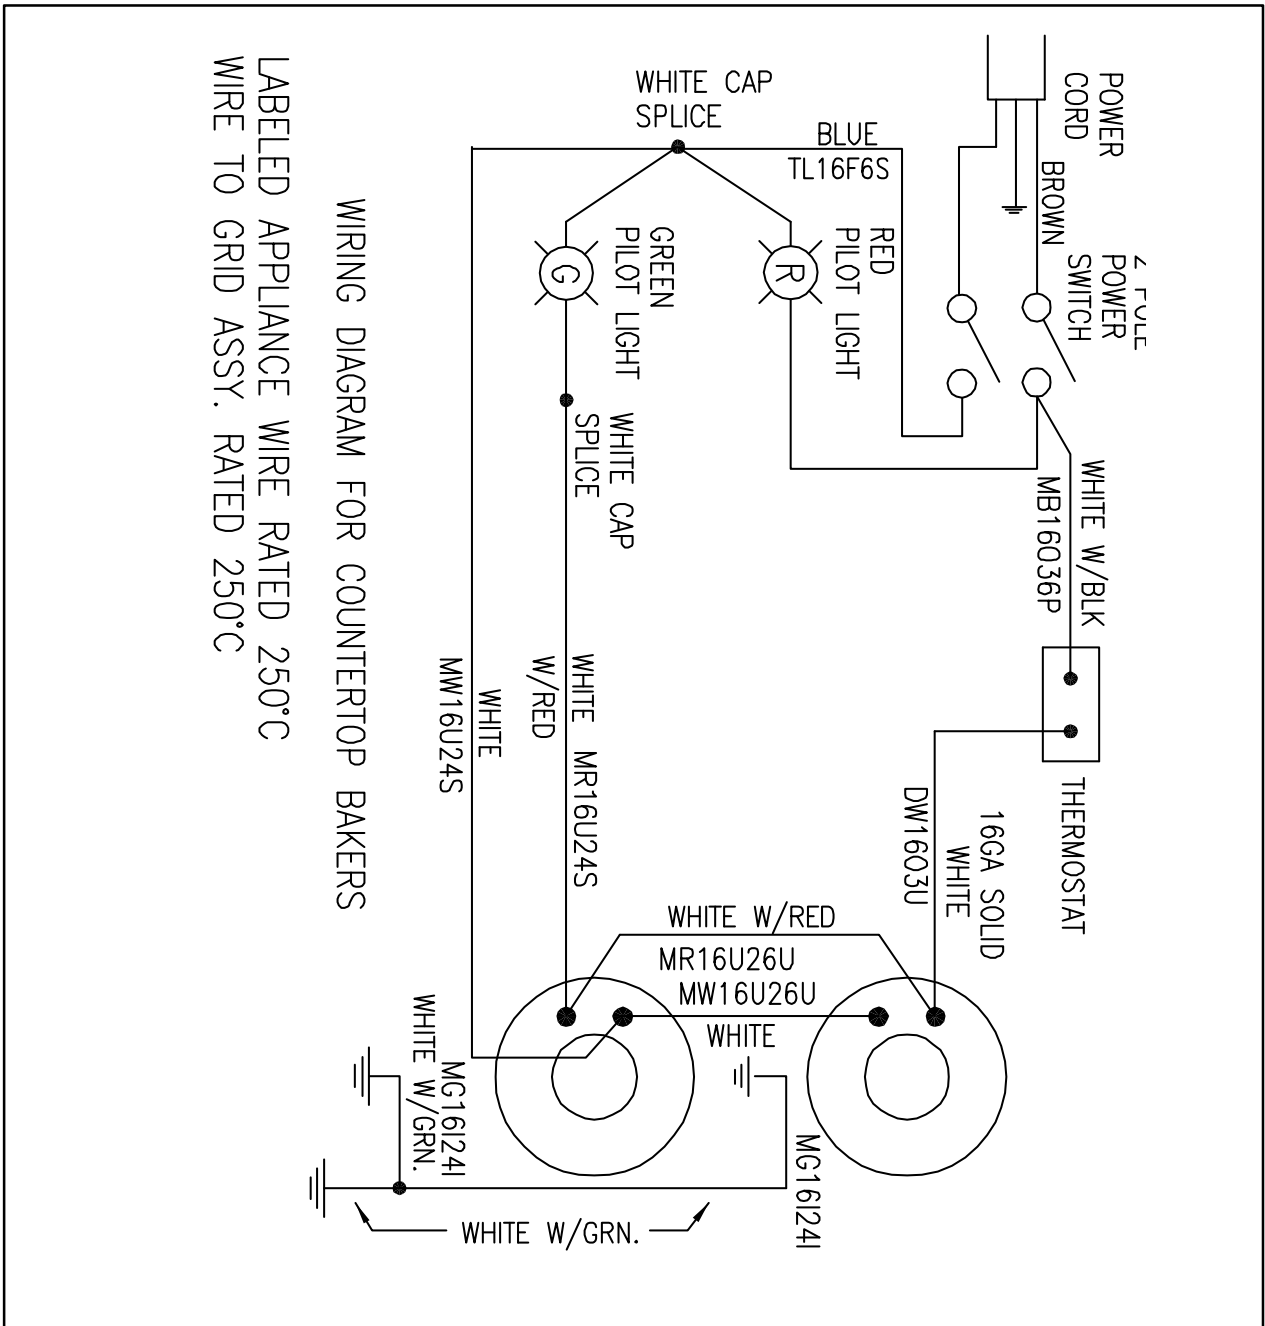 POWER
CORD
BROWN
POWER
SWITCH
WHITE CAP
SPLICE
BLUE
TL16F6S
RED
PILOT LIGHT
R
GREEN
PILOT LIGHT
G
WHITE CAP
SPLICE
WHITE W/BLK
MB16036P
THERMOSTAT
16GA SOLID
WHITE
DW1603U
WHITE MR16U24S
W/RED
WHITE
MW16U24S
WHITE W/RED
MR16U26U
MW16U26U
WHITE
MG16I24I
WHITE W/GRN.
MG16I24I
WHITE W/GRN.
WIRING DIAGRAM FOR COUNTERTOP BAKERS
LABELED APPLIANCE WIRE RATED 250°C
WIRE TO GRID ASSY. RATED 250°C